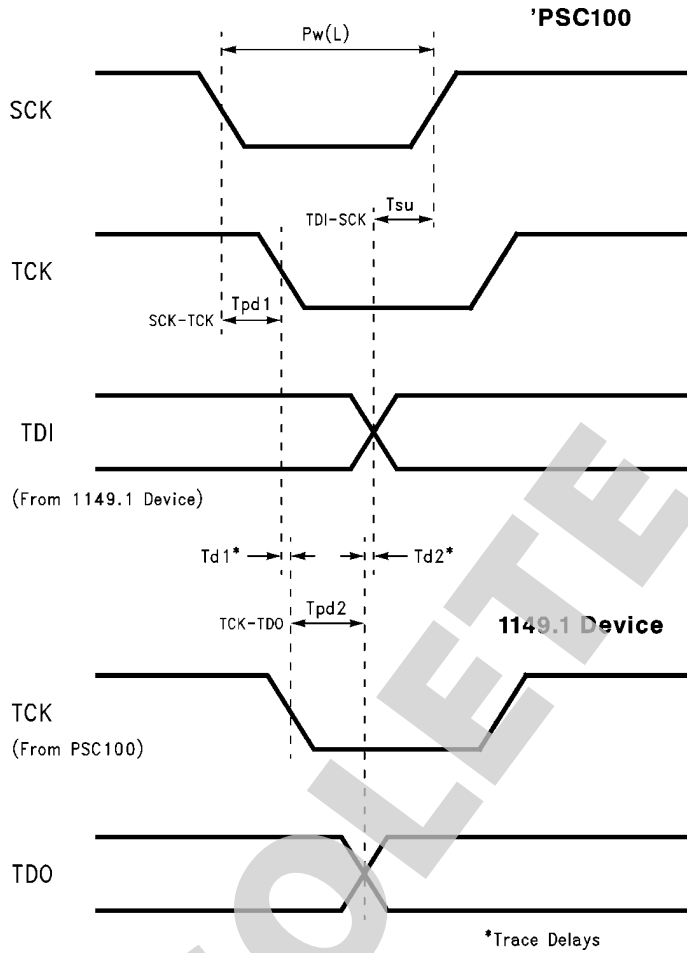 'PSC100
Pw(L)
SCK
TDI-SCK
Tsu
TCK
SCK-TCK
Tpd1
TDI
(From 1149.1 Device)
Td1*
Td2*
TCK-TDO
Tpd2
1149.1 Device
TCK
(From PSC100)
TDO
*Trace Delays
OLETE